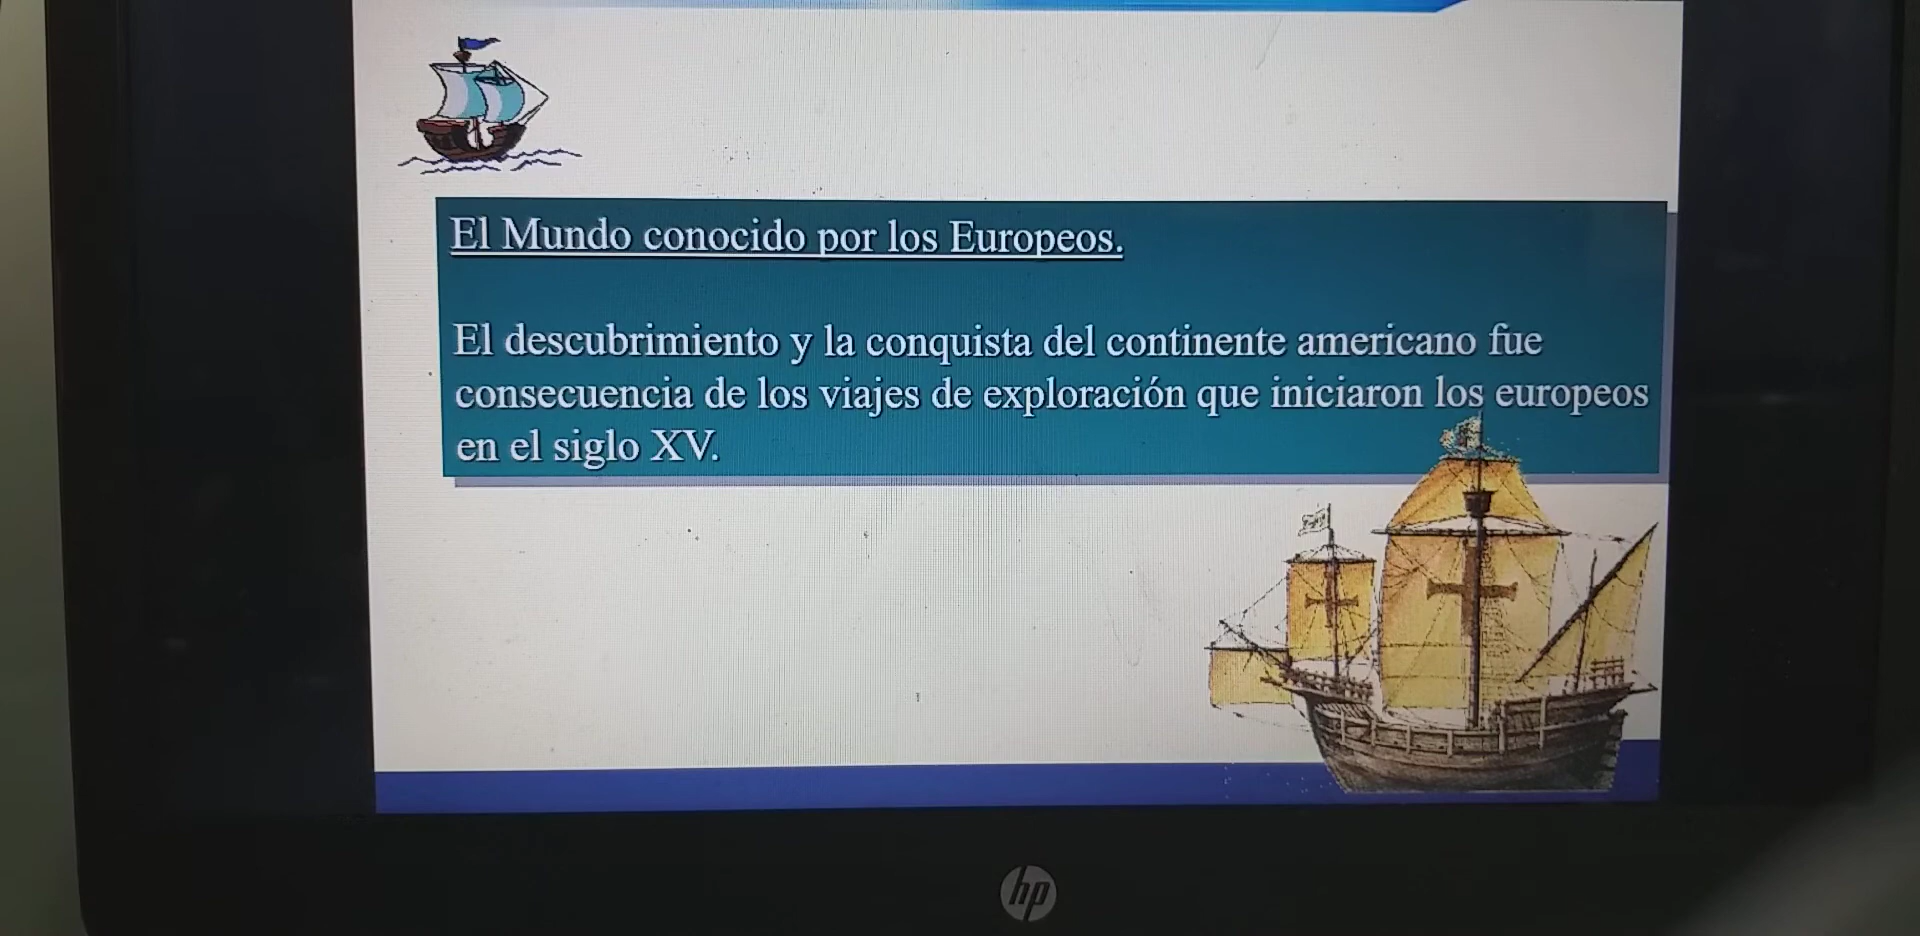 El Mundo conocido por los Europeos.
El descubrimiento y la conquista del continente americano fue
consecuencia de los viajes de exploración que iniciaron los europeos
en el siglo XV.
hp